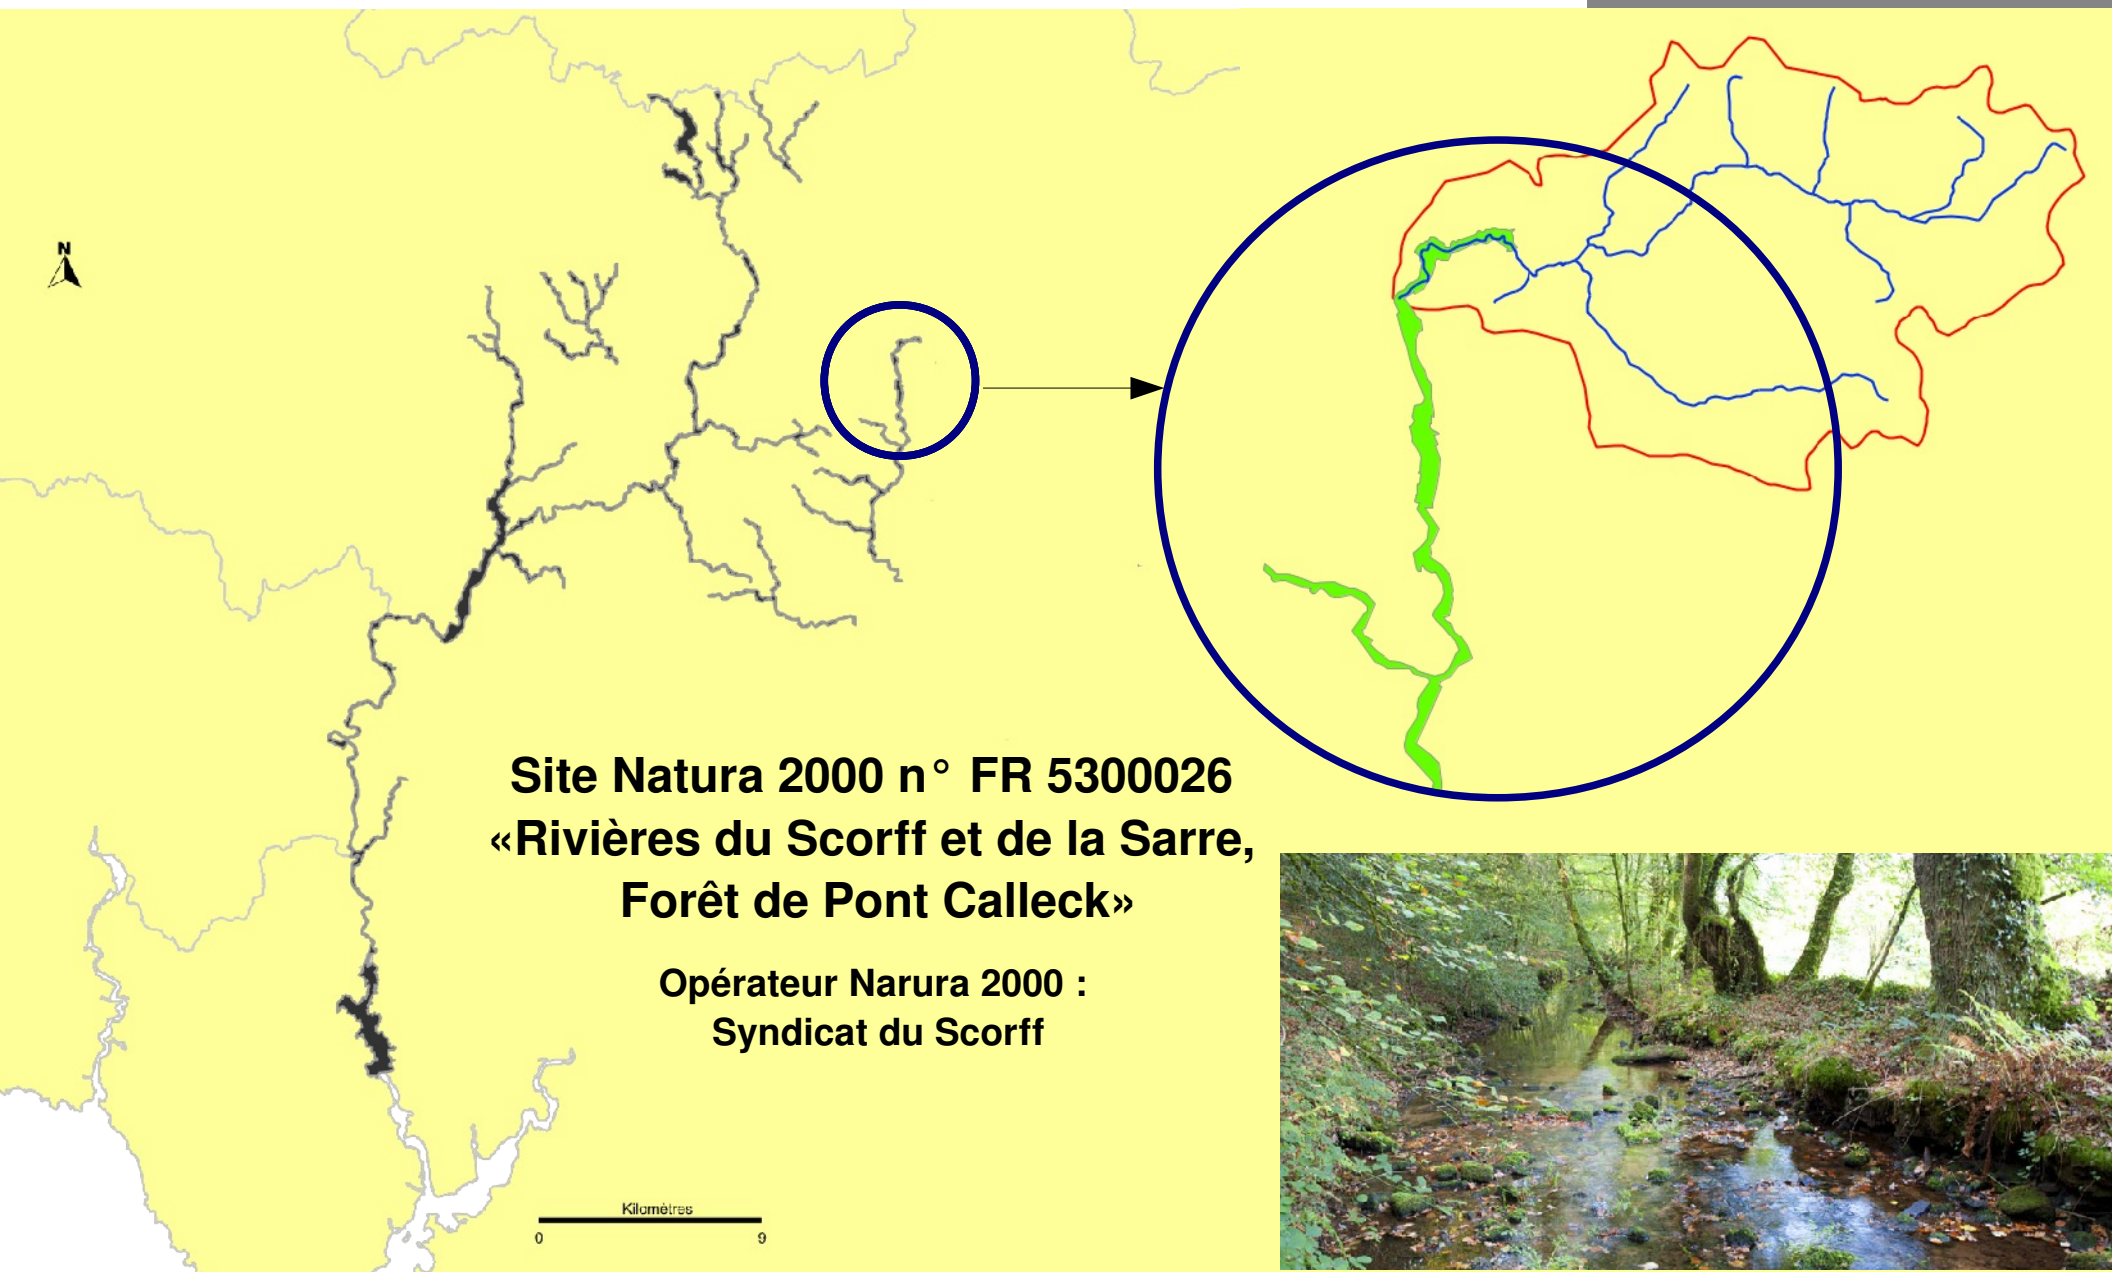 N
Site Natura 2000 n° FR 5300026
«Rivières du Scorff et de la Sarre,
Forêt de Pont Calleck»
Opérateur Narura 2000 :
Syndicat du Scorff
Kilomètres
0 9